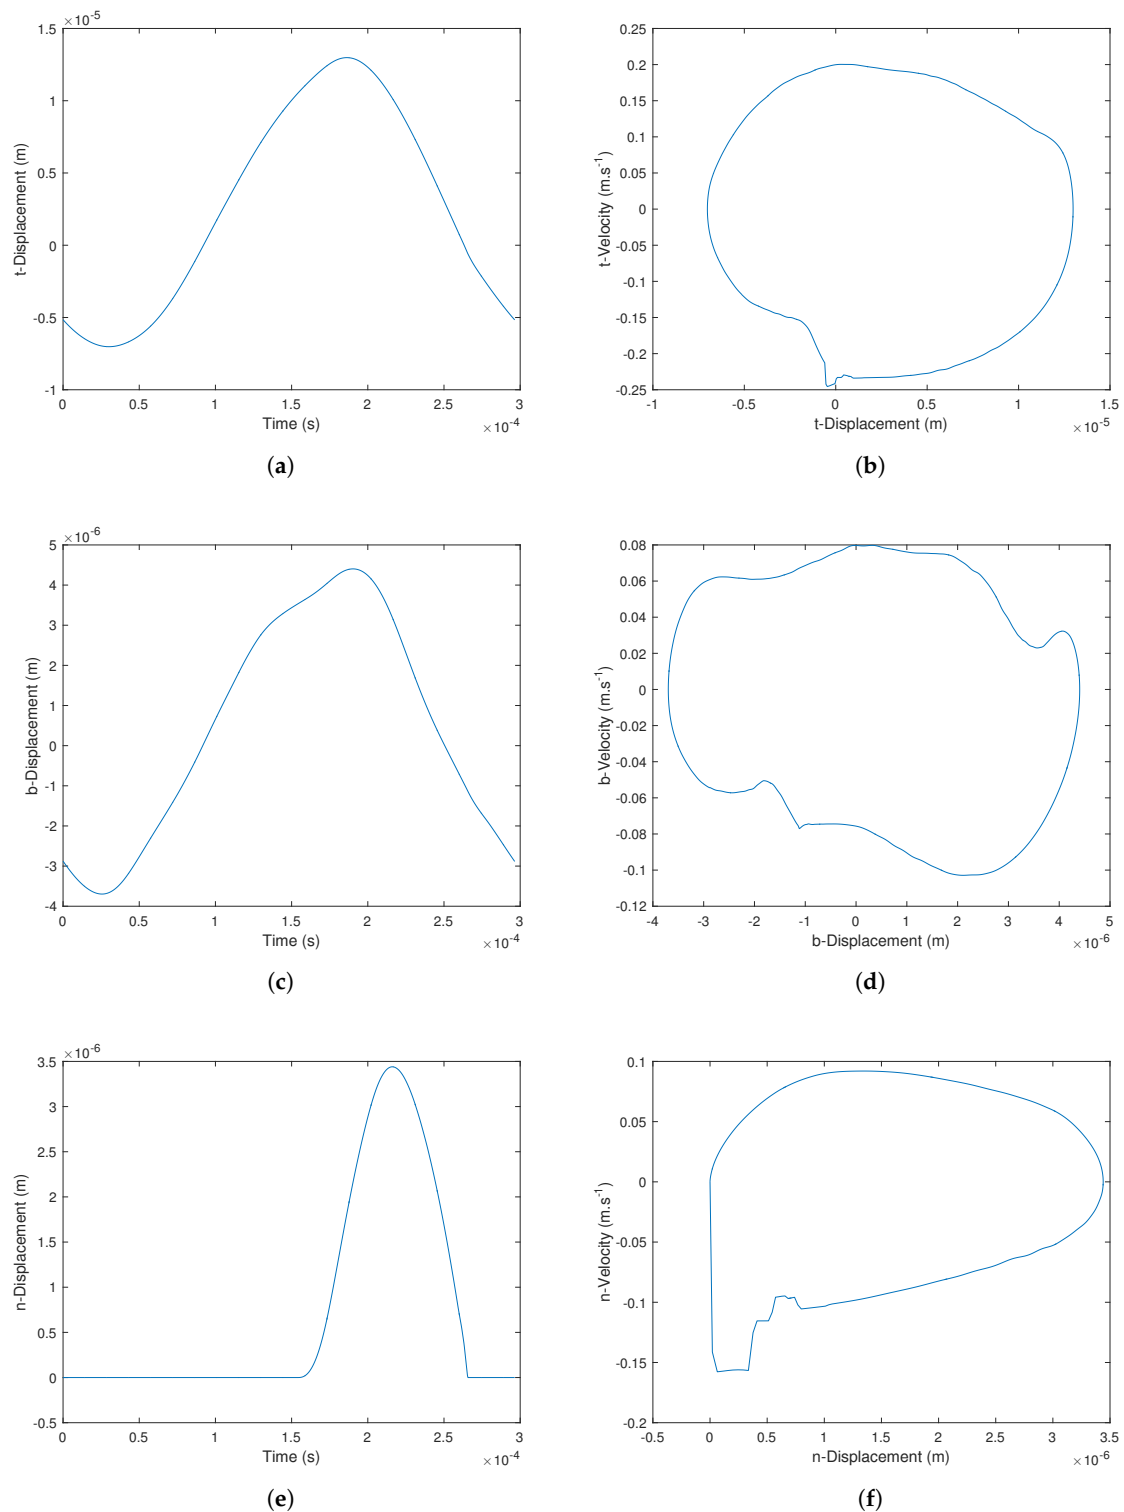 ×10-5
1.5
1
0.5
0
-0.5
-1
t-Displacement (m)
0 0.5 1 1.5 2 2.5 3
Time (s)
×10-4
(a)
0.25
0.2
0.15
0.1
0.05
0
-0.05
-0.1
-0.15
-0.2
-0.25
t-Velocity (m.s-1)
-1 -0.5 0 0.5 1 1.5
t-Displacement (m)
×10-5
(b)
×10-6
5
4
3
2
1
0
-1
-2
-3
-4
b-Displacement (m)
0 0.5 1 1.5 2 2.5 3
Time (s)
×10-4
(c)
0.08
0.06
0.04
0.02
0
-0.02
-0.04
-0.06
-0.08
-0.1
-0.12
b-Velocity (m.s-1)
-4 -3 -2 -1 0 1 2 3 4 5
b-Displacement (m)
×10-6
(d)
×10-6
3.5
3
2.5
2
1.5
1
0.5
0
-0.5
n-Displacement (m)
0 0.5 1 1.5 2 2.5 3
Time (s)
×10-4
(e)
0.1
0.05
0
-0.05
-0.1
-0.15
-0.2
n-Velocity (m.s-1)
-0.5 0 0.5 1 1.5 2 2.5 3 3.5
n-Displacement (m)
×10-6
(f)